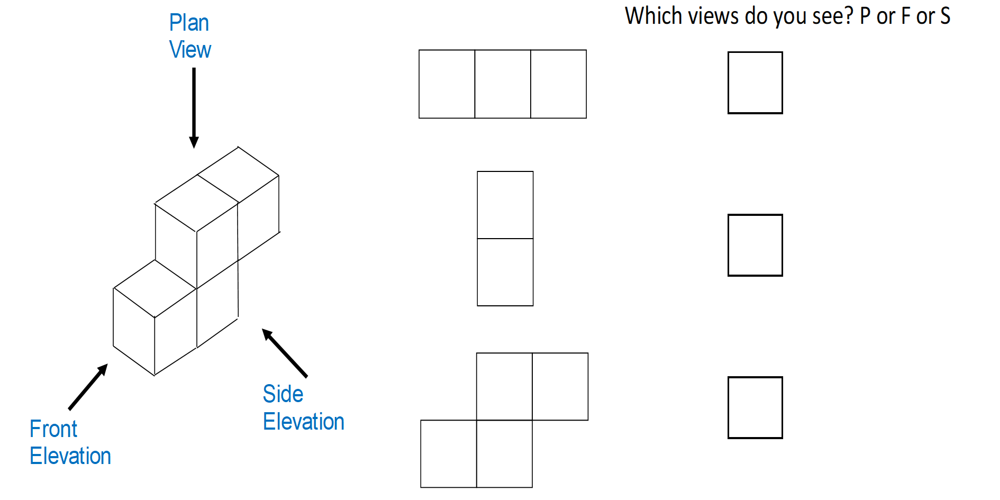 Which views do you see? P or F or S
Plan
View
Side
Elevation
Front
Elevation